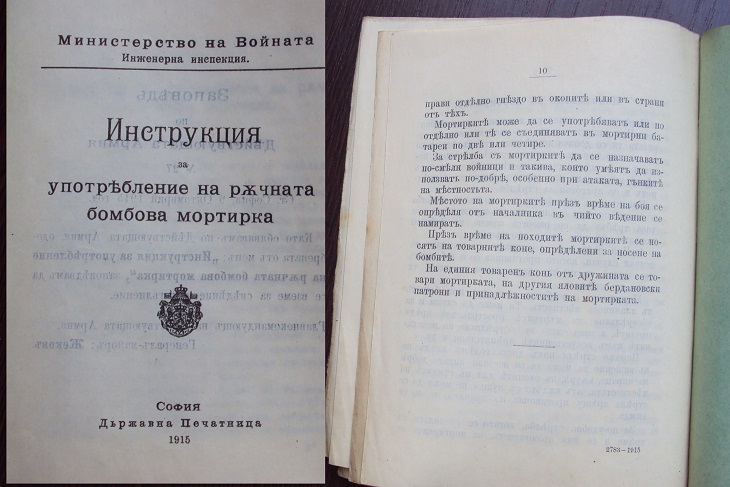 Министерство на Войната
Инженерна инспекция.
Инструкция
за
употрѣбление на рѫчната
бомбова мортирка
София
Държавна Печатница
1915
10
прави отдѣлно гнѣздо въ окопитѣ или въ страни
отъ тѣхъ.
Мортиркитѣ може да се употрѣбяватъ или по
отдѣлно или тѣ се съединяватъ въ мортирни ба-
тареи по двѣ или четире.
За стрѣлба съ мортиркитѣ да се назначаватъ
по-смѣли войници и такива, които умѣятъ да из-
ползватъ по-добрѣ, особенно при атаката, гънкитѣ
на мѣстностьта.
Мѣстото на мортиркитѣ прѣзъ врѣме на боя се
опрѣдѣля отъ началника въ чийто вѣдение се
намиратъ.
Прѣзъ врѣме на походитѣ мортиркитѣ се но-
сятъ на товарнитѣ коне, опрѣдѣлени за носене на
бомбитѣ.
На единия товаренъ конь отъ дружината се то-
вари мортирката, на другия яловитѣ бердановски
патрони и принадлѣжноститѣ на мортирката.
2783—1915